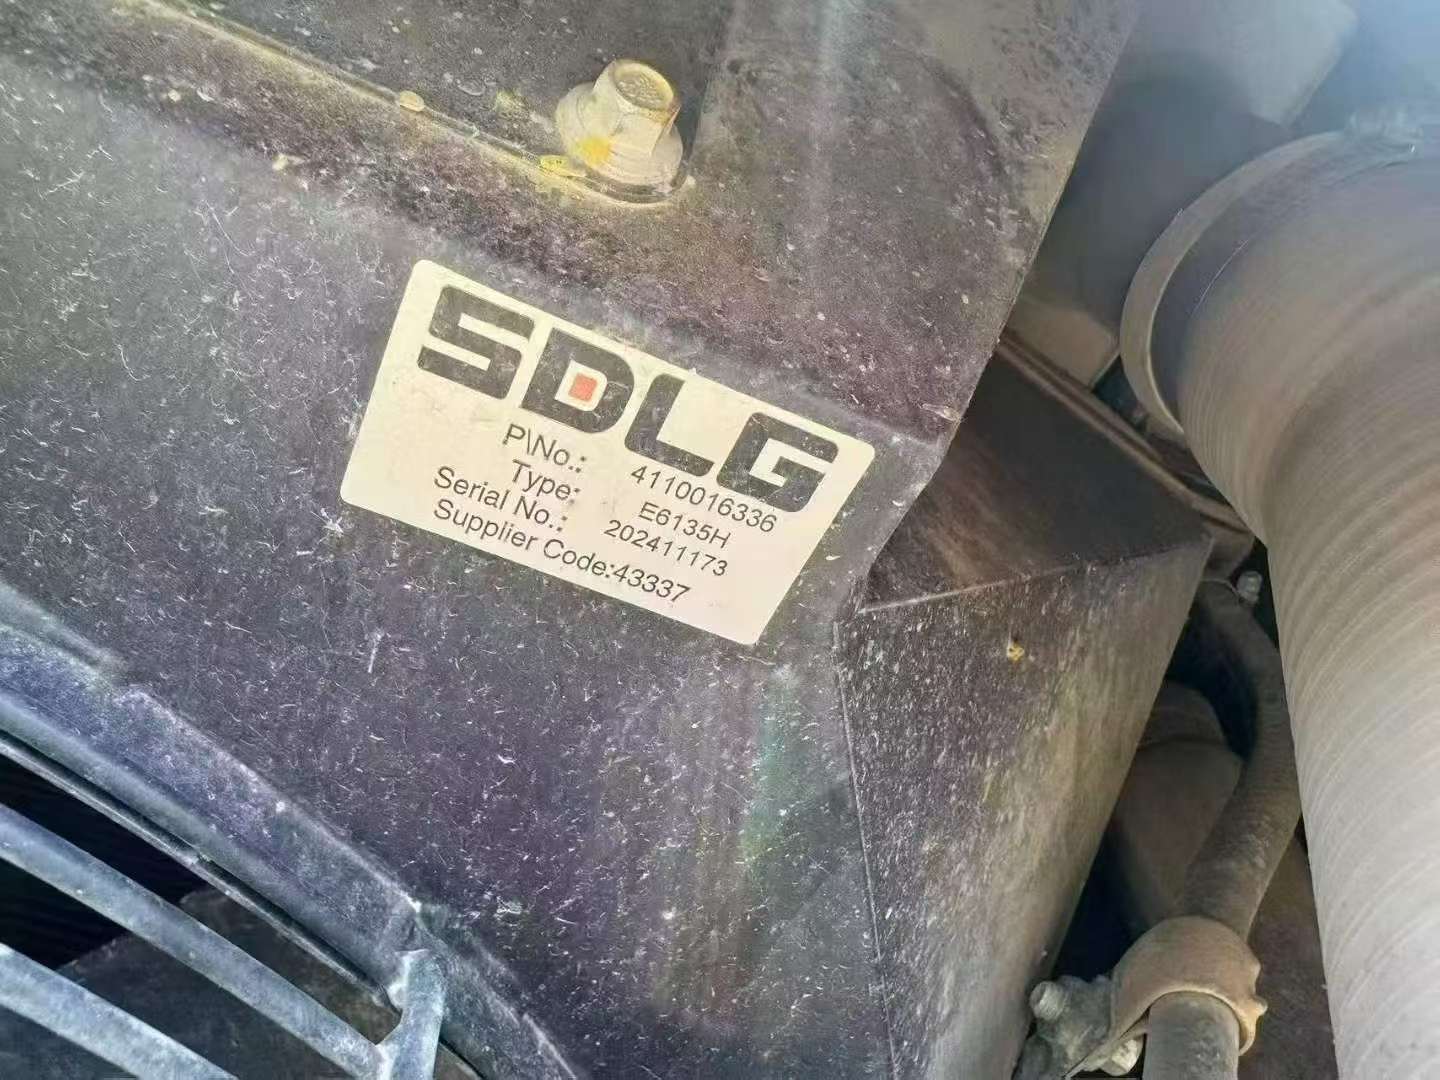 SDLG
P\No.: 4110016336
Type: E6135H
Serial No.: 202411173
Supplier Code:43337